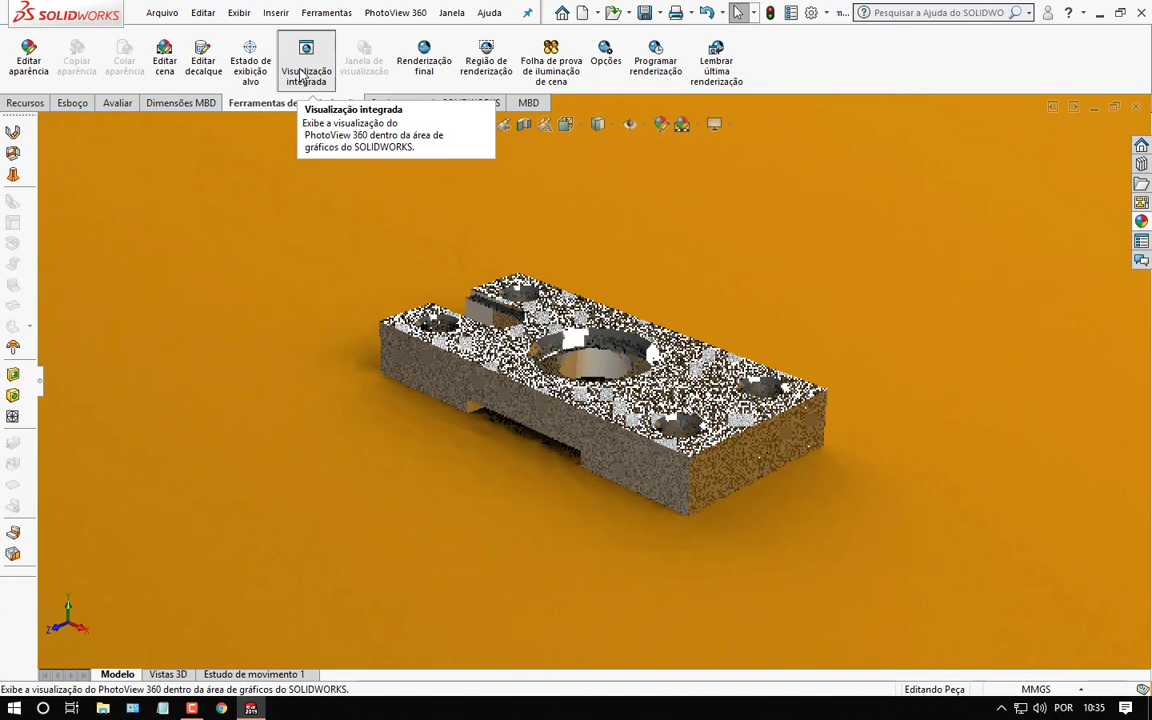 SOLIDWORKS
Arquivo Editar Exibir Inserir Ferramentas PhotoView 360 Janela Ajuda
m...
Pesquisar a Ajuda do SOLIDWO
Editar aparência
Copiar aparência
Colar aparência
Editar cena
Editar decalque
Estado de exibição alvo
Visualização integrada
Janela de visualização
Renderização final
Região de renderização
Folha de prova de iluminação de cena
Opções
Programar renderização
Lembrar última renderização
Recursos Esboço Avaliar Dimensões MBD Ferramentas de MBD
Visualização integrada
Exibe a visualização do
PhotoView 360 dentro da área de
gráficos do SOLIDWORKS.
Y
Z
X
Modelo Vistas 3D Estudo de movimento 1
Exibe a visualização do PhotoView 360 dentro da área de gráficos do SOLIDWORKS.
Editando Peça MMGS
2019
POR 10:35